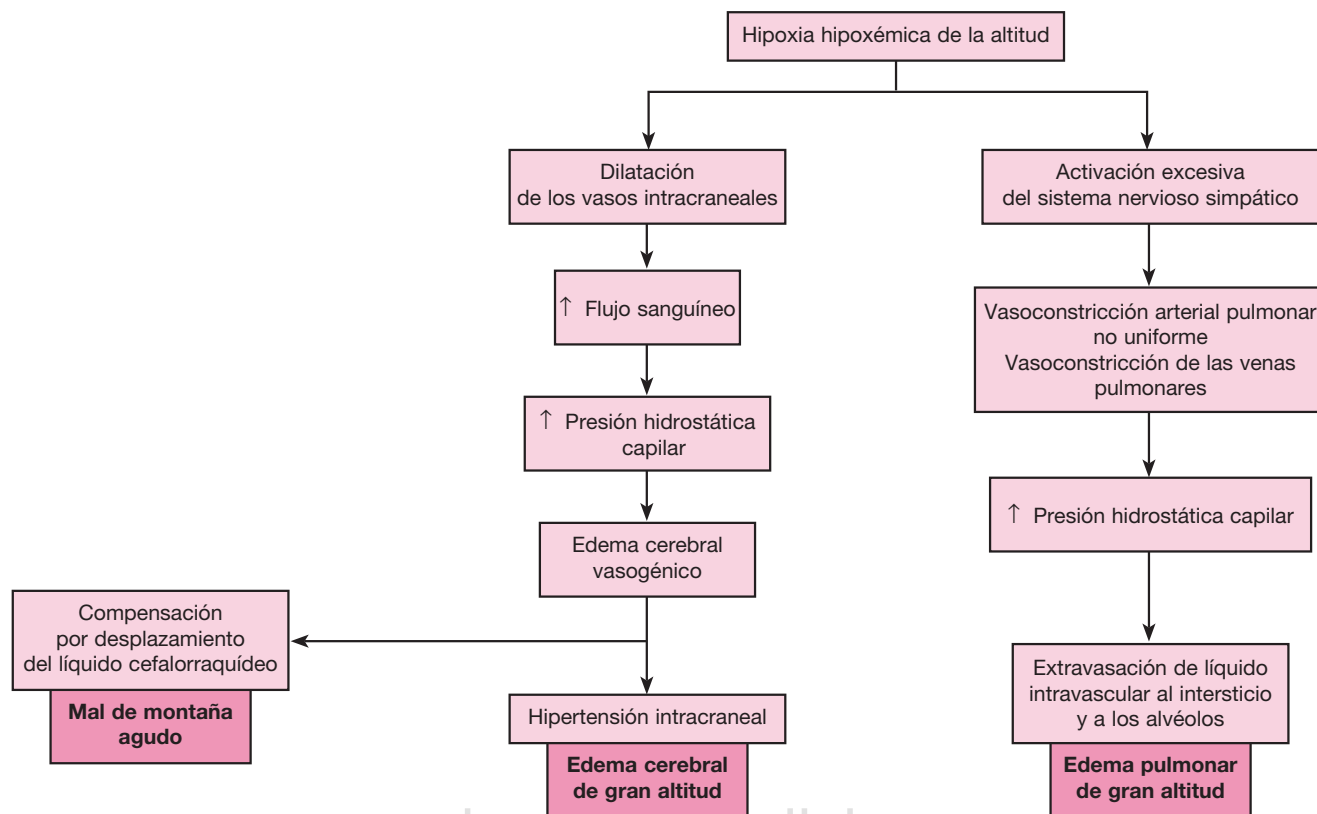 Hipoxia hipoxémica de la altitud
Dilatación
de los vasos intracraneales
↑ Flujo sanguíneo
↑ Presión hidrostática
capilar
Edema cerebral
vasogénico
Compensación
por desplazamiento
del líquido cefalorraquídeo
Mal de montaña
agudo
Hipertensión intracraneal
Edema cerebral
de gran altitud
Activación excesiva
del sistema nervioso simpático
Vasoconstricción arterial pulmonar
no uniforme
Vasoconstricción de las venas
pulmonares
↑ Presión hidrostática capilar
Extravasación de líquido
intravascular al intersticio
y a los alvéolos
Edema pulmonar
de gran altitud